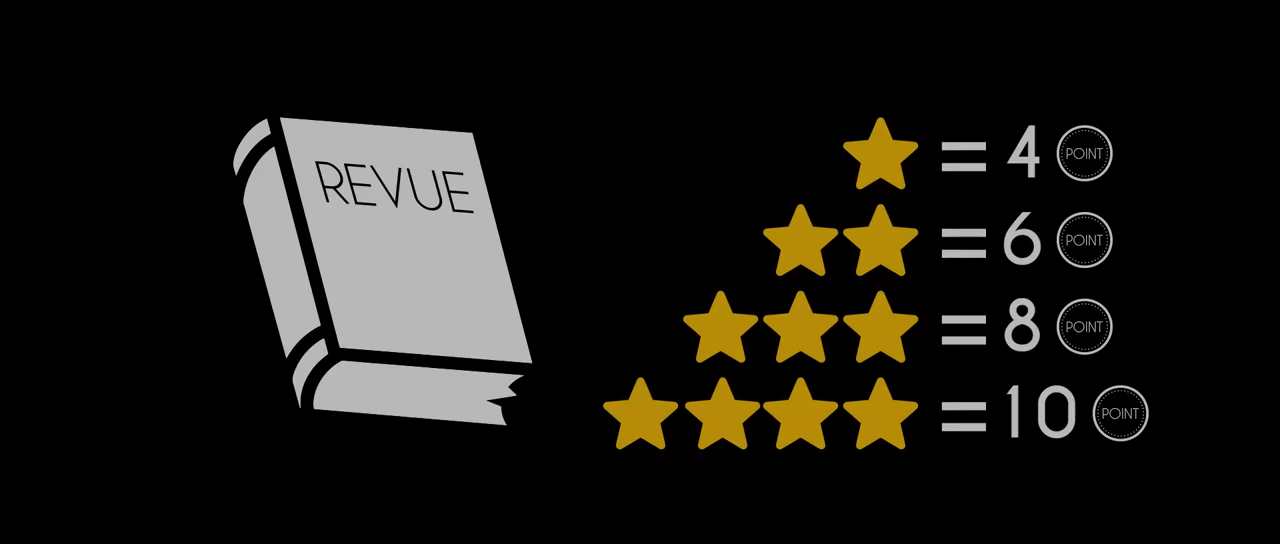 REVUE
= 4 POINT
= 6 POINT
= 8 POINT
= 10 POINT